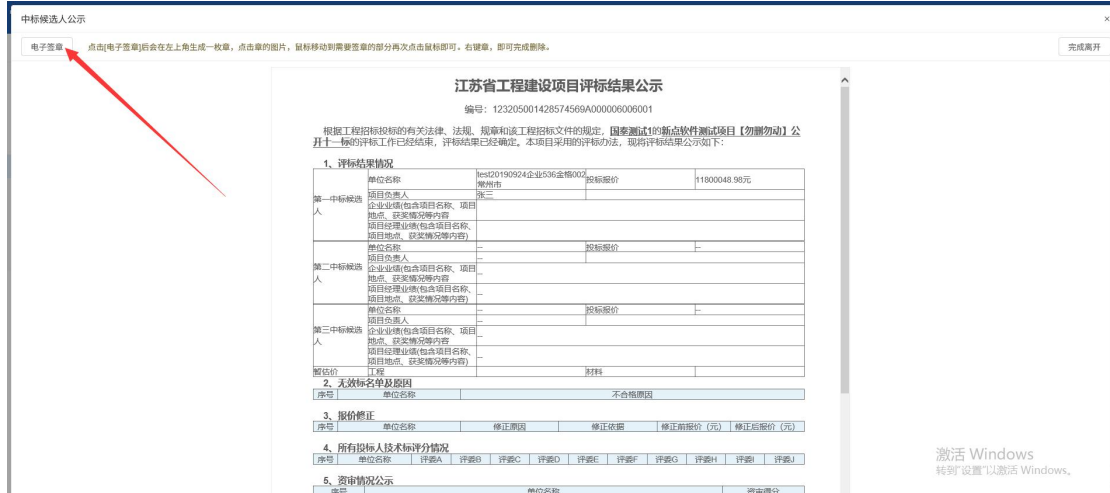 中标候选人公示
×
电子签章
点击[电子签章]后会在左上角生成一枚章，点击章的图片，鼠标移动到需要签章的部分再次点击鼠标即可。右键章，即可完成删除。
完成离开
江苏省工程建设项目评标结果公示
编号：123205001428574569A000006006001
根据工程招标投标的有关法律、法规、规章和该工程招标文件的规定，国泰测试1的新点软件测试项目【勿删勿动】公
开十一标的评标工作已经结束，评标结果已经确定。本项目采用的评标办法，现将评标结果公示如下：
1、评标结果情况
第一中标候选人
单位名称 test20190924企业536金格002常州市 投标报价 11800048.98元
项目负责人 张三
企业业绩(包含项目名称、项目
地点、获奖情况等内容
项目经理业绩(包含项目名称、
项目地点、获奖情况等内容)
第二中标候选人
单位名称 -- 投标报价 --
项目负责人 --
企业业绩(包含项目名称、项目
地点、获奖情况等内容 --
项目经理业绩(包含项目名称、
项目地点、获奖情况等内容) --
第三中标候选人
单位名称 -- 投标报价 --
项目负责人 --
企业业绩(包含项目名称、项目
地点、获奖情况等内容 --
项目经理业绩(包含项目名称、
项目地点、获奖情况等内容) --
暂估价 工程 材料
2、无效标名单及原因
序号 单位名称 不合格原因
3、报价修正
序号 单位名称 修正原因 修正依据 修正前报价（元） 修正后报价（元）
4、所有投标人技术标评分情况
序号 单位名称 评委A 评委B 评委C 评委D 评委E 评委F 评委G 评委H 评委I 评委J
5、资审情况公示
序号 单位名称 资审得分
激活 Windows
转到"设置"以激活 Windows。